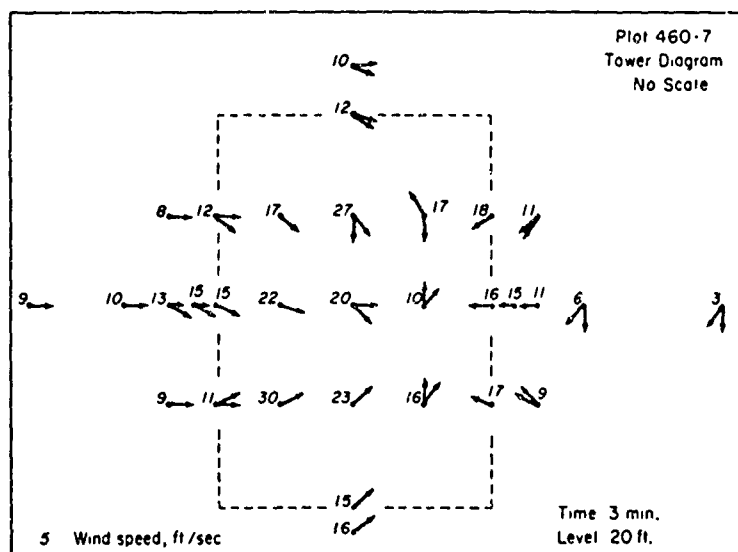 Plot 460-7
Tower Diagram
No Scale
10
12
8 12 17 27 17 18 11
9 10 13 15 15 22 20 10 16 15 11 6 3
9 11 30 23 16 17 9
15
16
5 Wind speed, ft/sec
Time 3 min.
Level 20 ft.